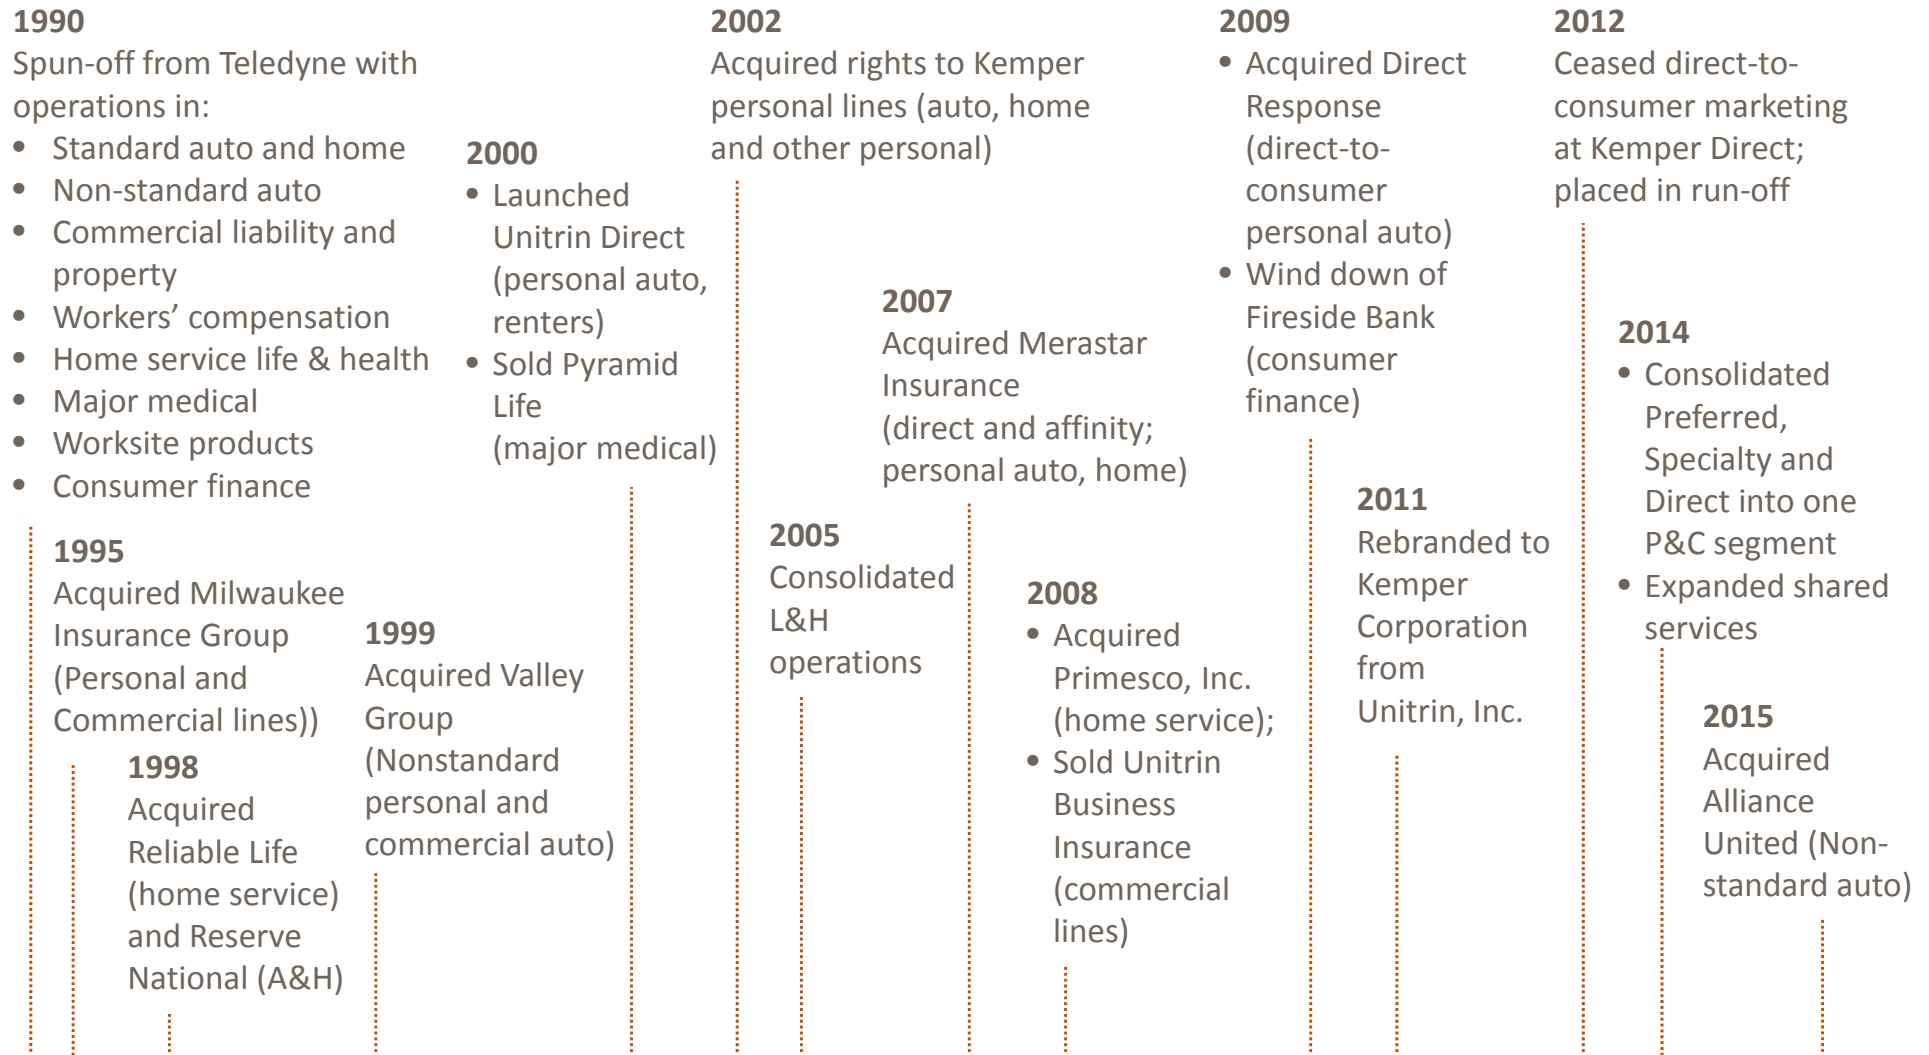 1990
Spun-off from Teledyne with
operations in:
• Standard auto and home
• Non-standard auto
• Commercial liability and
property
• Workers’ compensation
• Home service life & health
• Major medical
• Worksite products
• Consumer finance
1995
Acquired Milwaukee
Insurance Group
(Personal and
Commercial lines))
1998
Acquired
Reliable Life
(home service)
and Reserve
National (A&H)
1999
Acquired Valley
Group
(Nonstandard
personal and
commercial auto)
2000
• Launched
Unitrin Direct
(personal auto,
renters)
• Sold Pyramid
Life
(major medical)
2002
Acquired rights to Kemper
personal lines (auto, home
and other personal)
2005
Consolidated
L&H
operations
2007
Acquired Merastar
Insurance
(direct and affinity;
personal auto, home)
2008
• Acquired
Primesco, Inc.
(home service);
• Sold Unitrin
Business
Insurance
(commercial
lines)
2009
• Acquired Direct
Response
(direct-to-
consumer
personal auto)
• Wind down of
Fireside Bank
(consumer
finance)
2011
Rebranded to
Kemper
Corporation
from
Unitrin, Inc.
2012
Ceased direct-to-
consumer marketing
at Kemper Direct;
placed in run-off
2014
• Consolidated
Preferred,
Specialty and
Direct into one
P&C segment
• Expanded shared
services
2015
Acquired
Alliance
United (Non-
standard auto)